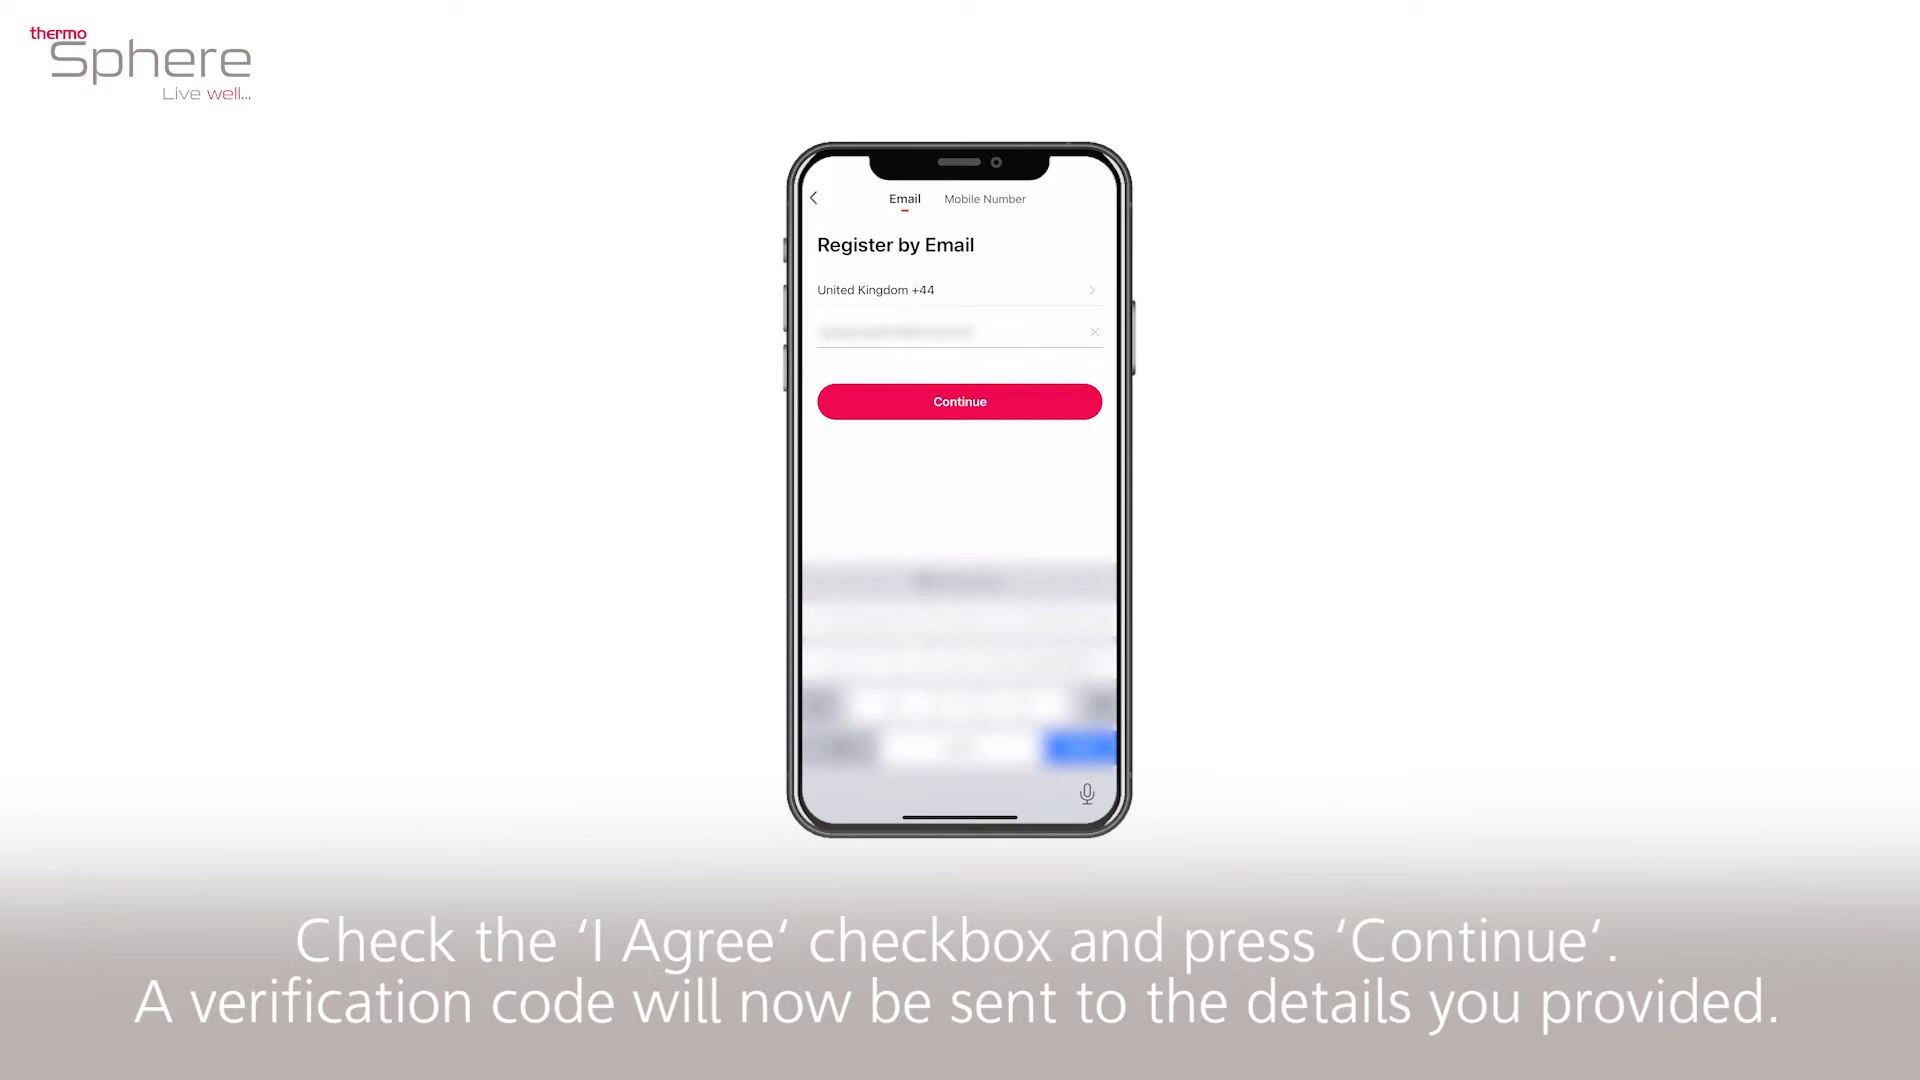 thermo
Sphere
Live well...
Email Mobile Number
Register by Email
United Kingdom +44
Continue
Check the ‘I Agree‘ checkbox and press ‘Continue‘.
A verification code will now be sent to the details you provided.